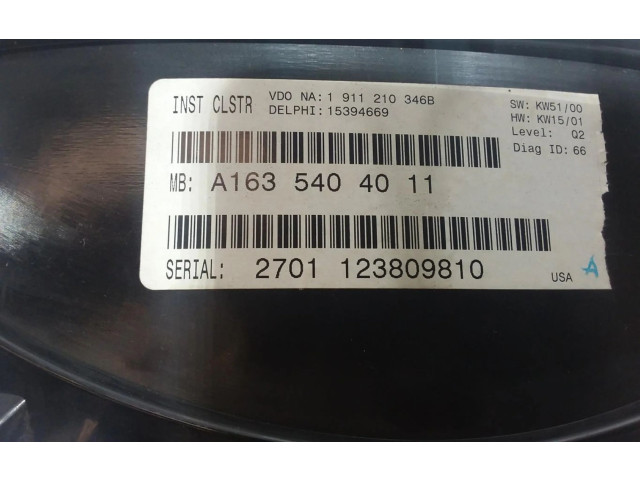 INST CLSTR
VDO NA: 1 911 210 346B
DELPHI: 15394669
SW: KW51/00
HW: KW15/01
Level: Q2
Diag ID: 66
MB: A163 540 40 11
SERIAL: 2701 123809810
USA A